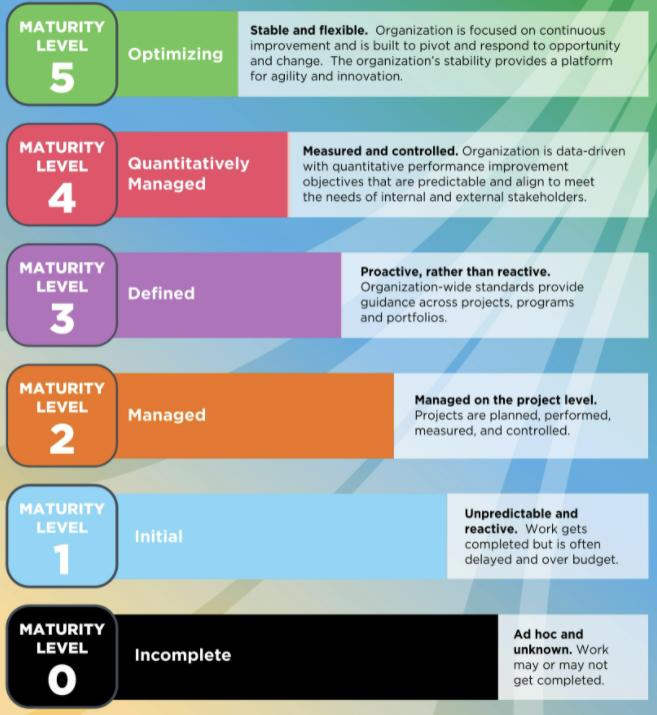 MATURITY
LEVEL
5
Optimizing
Stable and flexible. Organization is focused on continuous
improvement and is built to pivot and respond to opportunity
and change. The organization's stability provides a platform
for agility and innovation.
MATURITY
LEVEL
4
Quantitatively
Managed
Measured and controlled. Organization is data-driven
with quantitative performance improvement
objectives that are predictable and align to meet
the needs of internal and external stakeholders.
MATURITY
LEVEL
3
Defined
Proactive, rather than reactive.
Organization-wide standards provide
guidance across projects, programs
and portfolios.
MATURITY
LEVEL
2
Managed
Managed on the project level.
Projects are planned, performed,
measured, and controlled.
MATURITY
LEVEL
1
Initial
Unpredictable and
reactive. Work gets
completed but is often
delayed and over budget.
MATURITY
LEVEL
0
Incomplete
Ad hoc and
unknown. Work
may or may not
get completed.